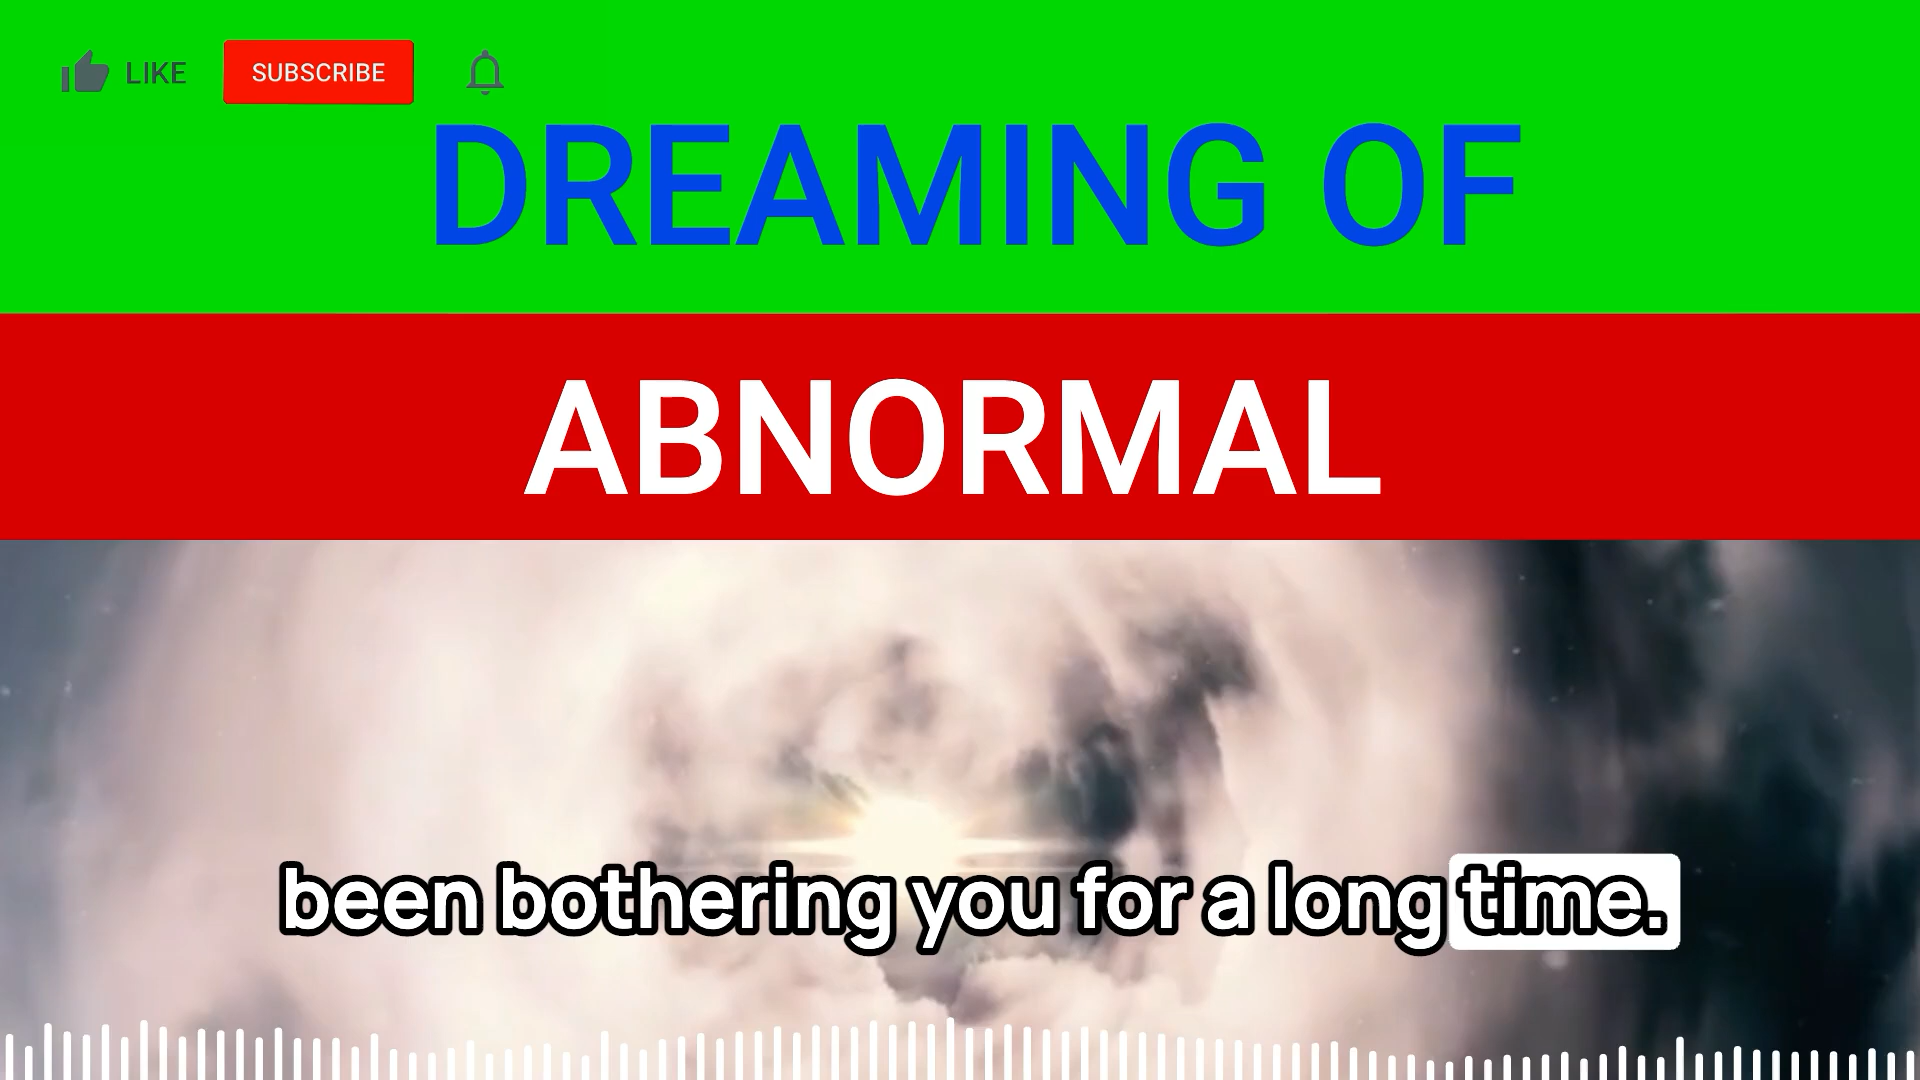 LIKE SUBSCRIBE
DREAMING OF
ABNORMAL
been bothering you for a long time.